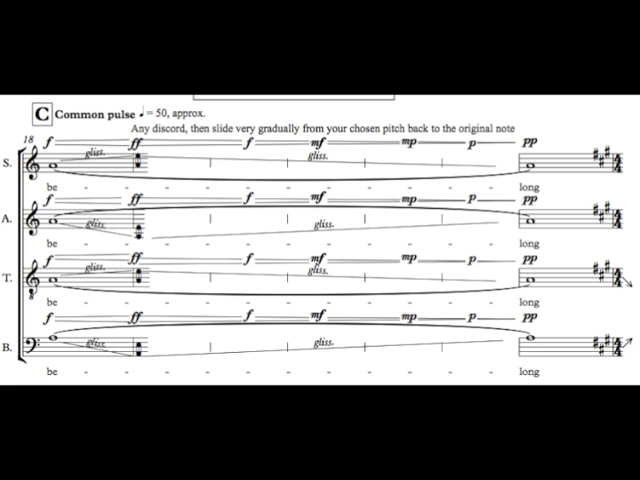 C Common pulse ♩ = 50, approx.
Any discord, then slide very gradually from your chosen pitch back to the original note
18 f ff f mf mp p pp
S. gliss. gliss.
be - - - - - - - - - - - long
f ff f mf mp p pp
A. gliss. gliss.
be - - - - - - - - - - - long
f ff f mf mp p pp
T. gliss. gliss.
8
be - - - - - - - - - - - long
f ff f mf mp p pp
B. gliss. gliss.
be - - - - - - - - - - - long